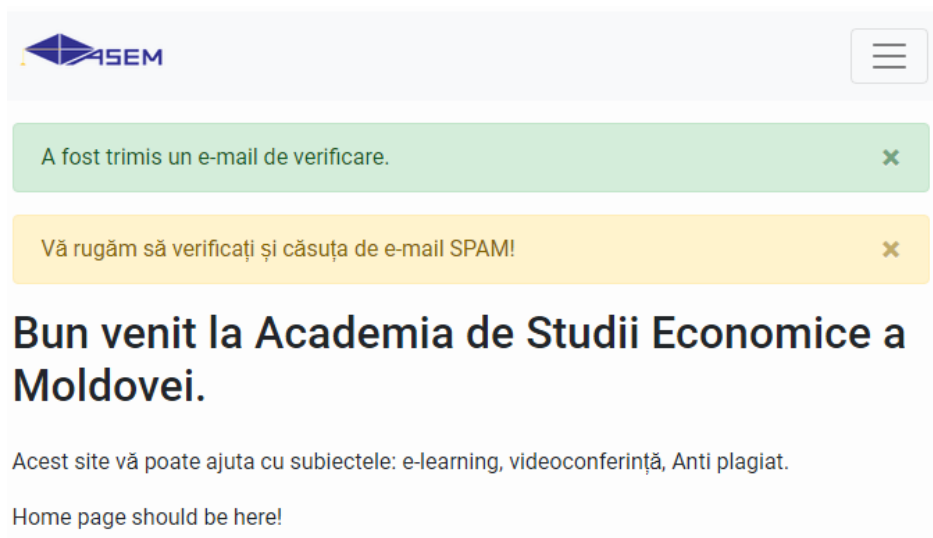 ASEM
A fost trimis un e-mail de verificare. ×
Vă rugăm să verificați și căsuța de e-mail SPAM! ×
Bun venit la Academia de Studii Economice a
Moldovei.
Acest site vă poate ajuta cu subiectele: e-learning, videoconferință, Anti plagiat.
Home page should be here!